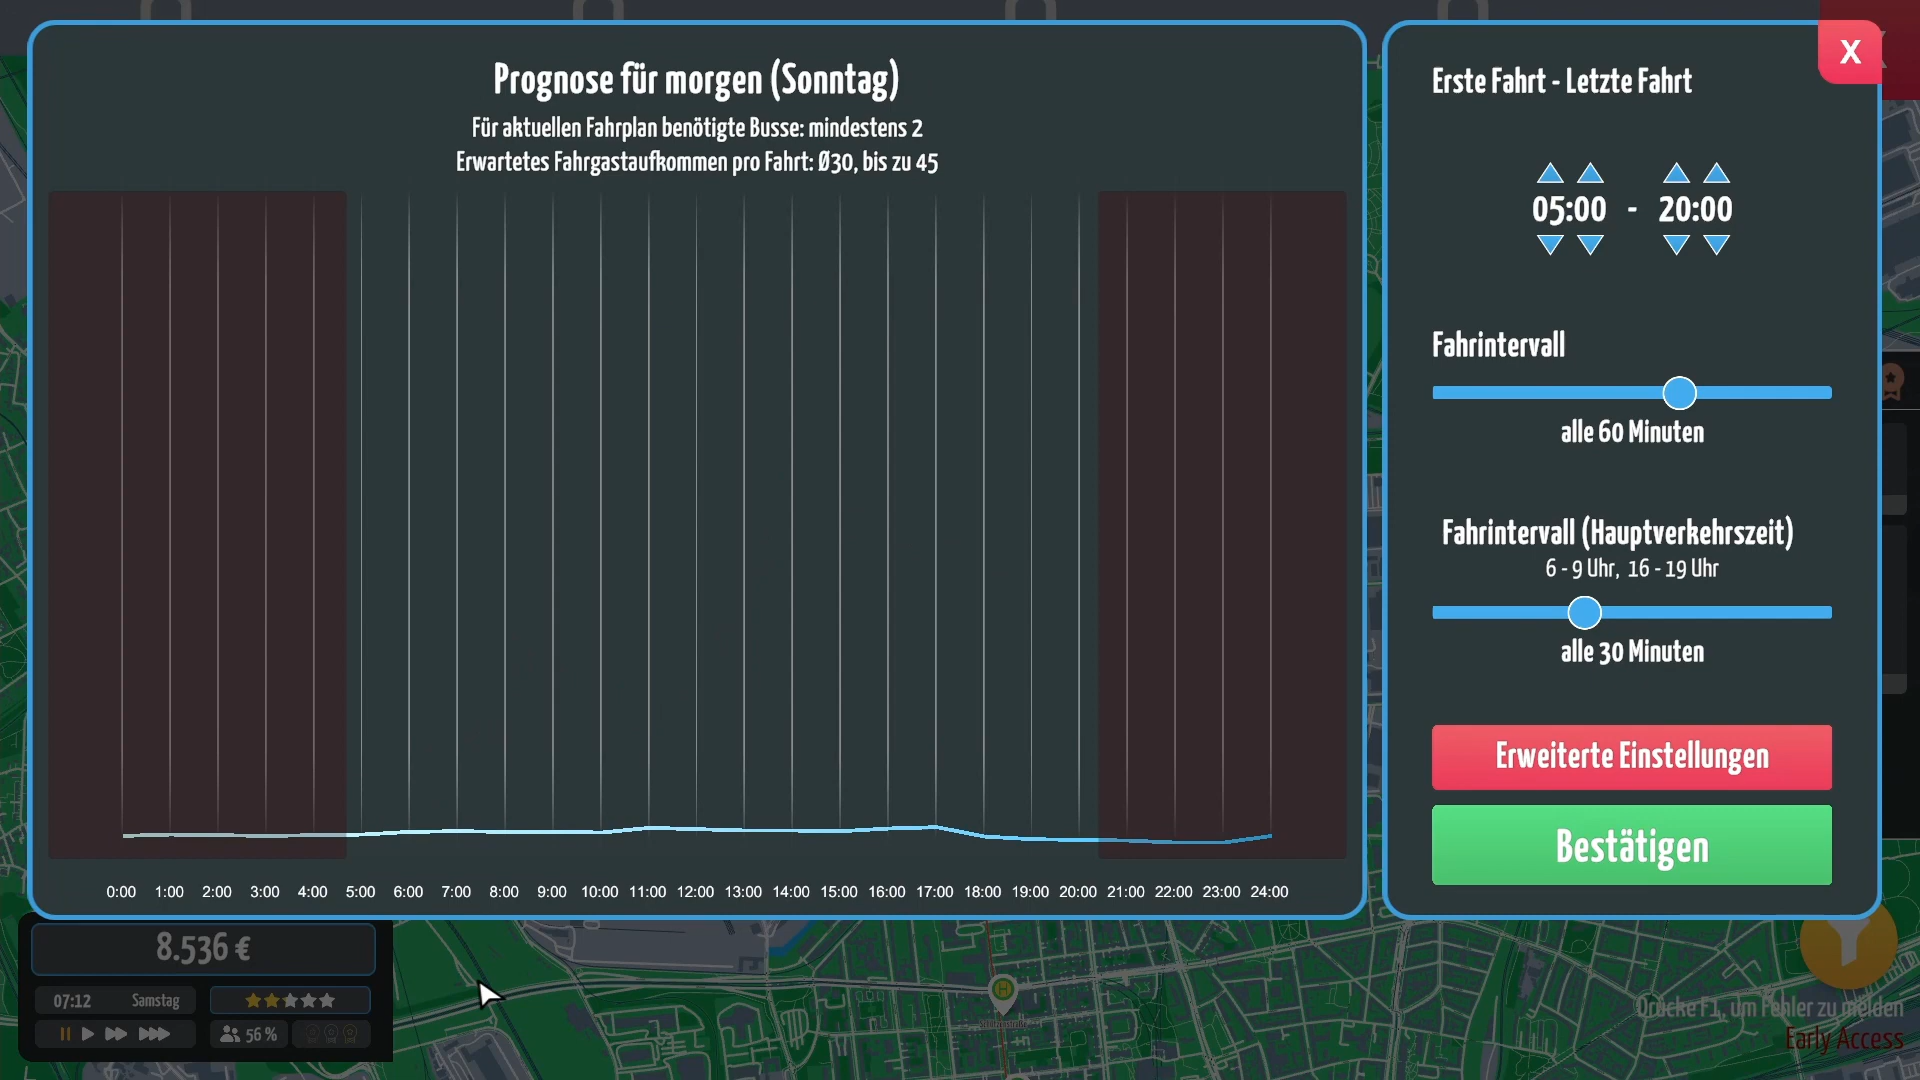 Prognose für morgen (Sonntag)
Für aktuellen Fahrplan benötigte Busse: mindestens 2
Erwartetes Fahrgastaufkommen pro Fahrt: Ø30, bis zu 45
0:00 1:00 2:00 3:00 4:00 5:00 6:00 7:00 8:00 9:00 10:00 11:00 12:00 13:00 14:00 15:00 16:00 17:00 18:00 19:00 20:00 21:00 22:00 23:00 24:00
X
Erste Fahrt - Letzte Fahrt
05:00 - 20:00
Fahrintervall
alle 60 Minuten
Fahrintervall (Hauptverkehrszeit)
6 - 9 Uhr, 16 - 19 Uhr
alle 30 Minuten
Erweiterte Einstellungen
Bestätigen
8.536 €
07:12 Samstag
56 %
H
Drücke F1, um Fehler zu melden
Early Access